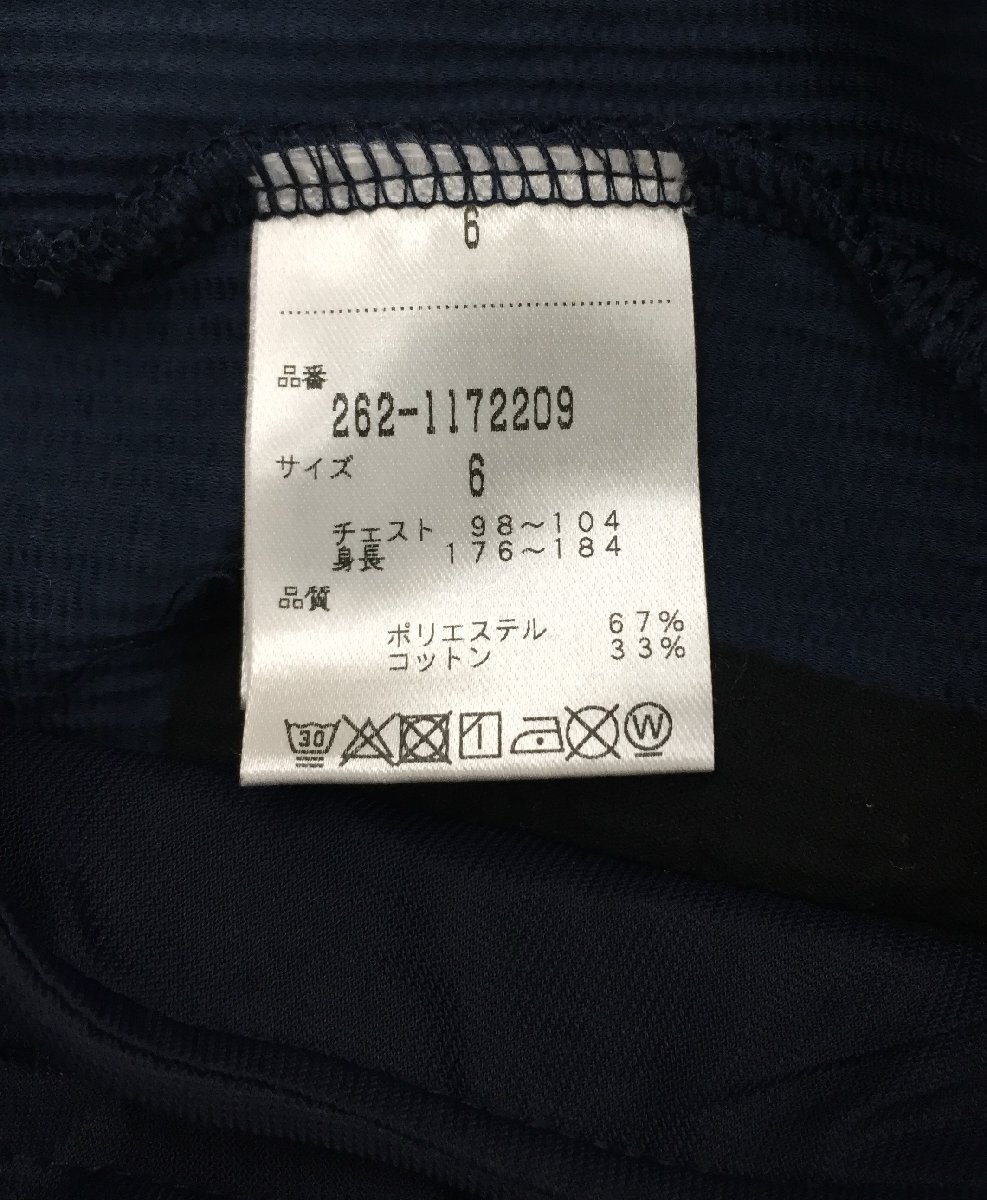 6
品番
262-1172209
サイズ 6
チェスト 98～104
身長 176～184
品質
ポリエステル 67%
コットン 33%
30 W